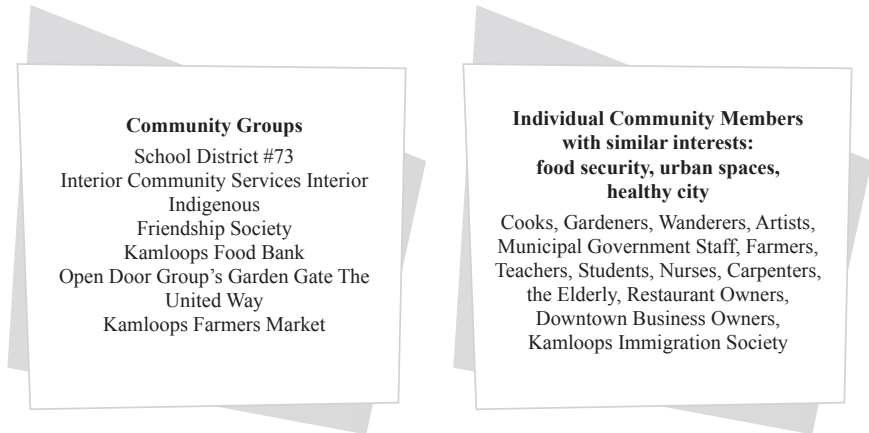 Community Groups
School District #73
Interior Community Services Interior
Indigenous
Friendship Society
Kamloops Food Bank
Open Door Group’s Garden Gate The
United Way
Kamloops Farmers Market
Individual Community Members
with similar interests:
food security, urban spaces,
healthy city
Cooks, Gardeners, Wanderers, Artists,
Municipal Government Staff, Farmers,
Teachers, Students, Nurses, Carpenters,
the Elderly, Restaurant Owners,
Downtown Business Owners,
Kamloops Immigration Society